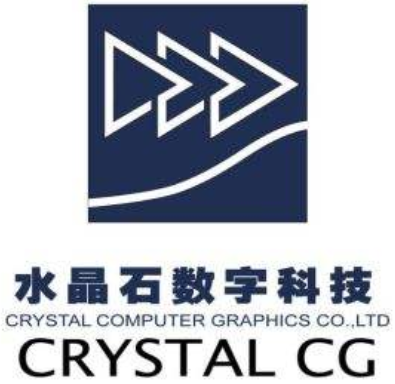 水晶石数字科技
CRYSTAL COMPUTER GRAPHICS CO.,LTD
CRYSTAL CG